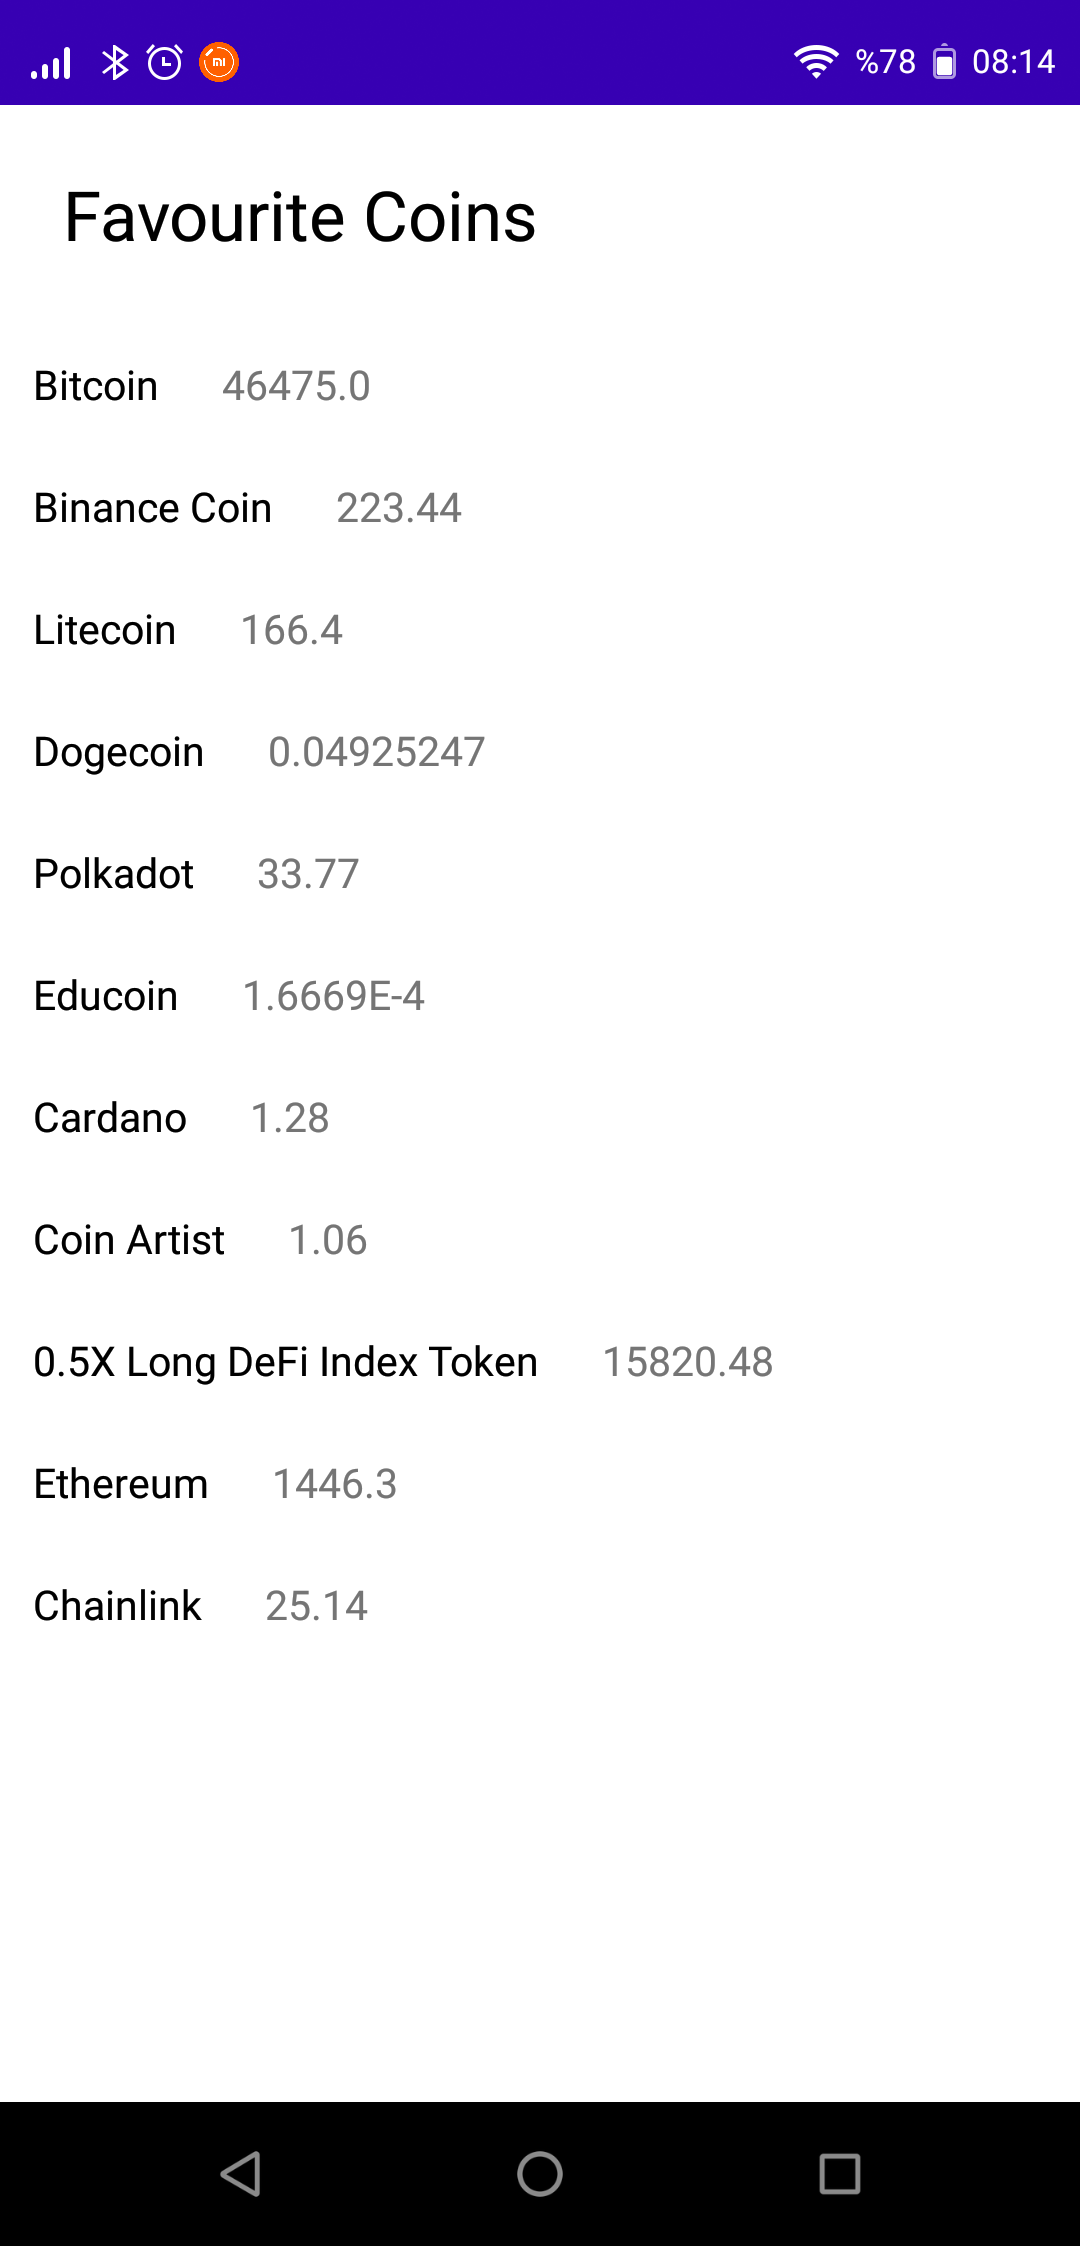 %78 08:14
Favourite Coins
Bitcoin 46475.0
Binance Coin 223.44
Litecoin 166.4
Dogecoin 0.04925247
Polkadot 33.77
Educoin 1.6669E-4
Cardano 1.28
Coin Artist 1.06
0.5X Long DeFi Index Token 15820.48
Ethereum 1446.3
Chainlink 25.14